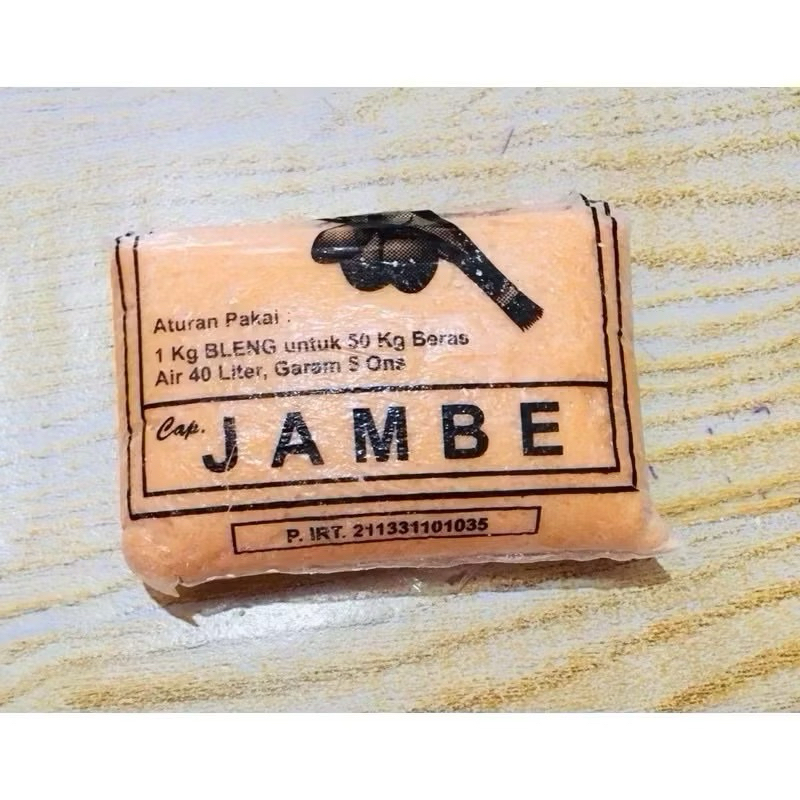 Aturan Pakai :
1 Kg BLENG untuk 50 Kg Beras
Air 40 Liter, Garam 5 Ons
Cap. JAMBE
P. IRT. 211331101035